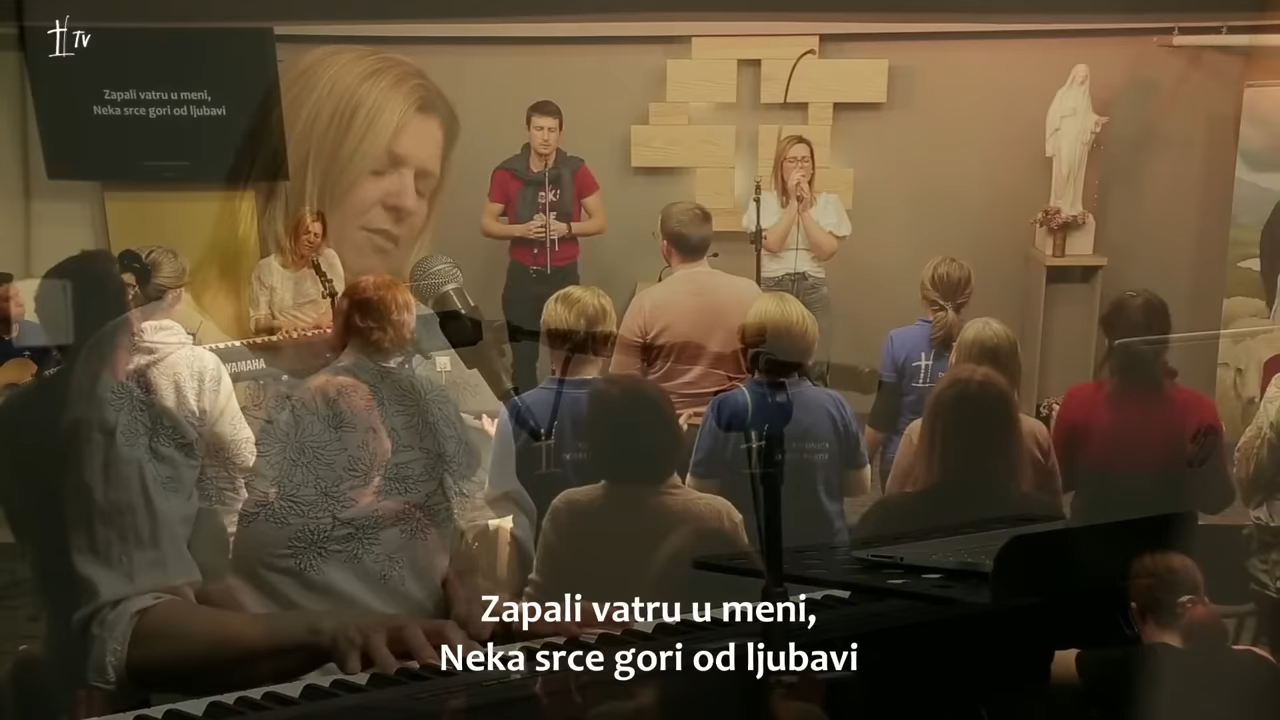 TV
Zapali vatru u meni,
Neka srce gori od ljubavi
YAMAHA
Zapali vatru u meni,
Neka srce gori od ljubavi